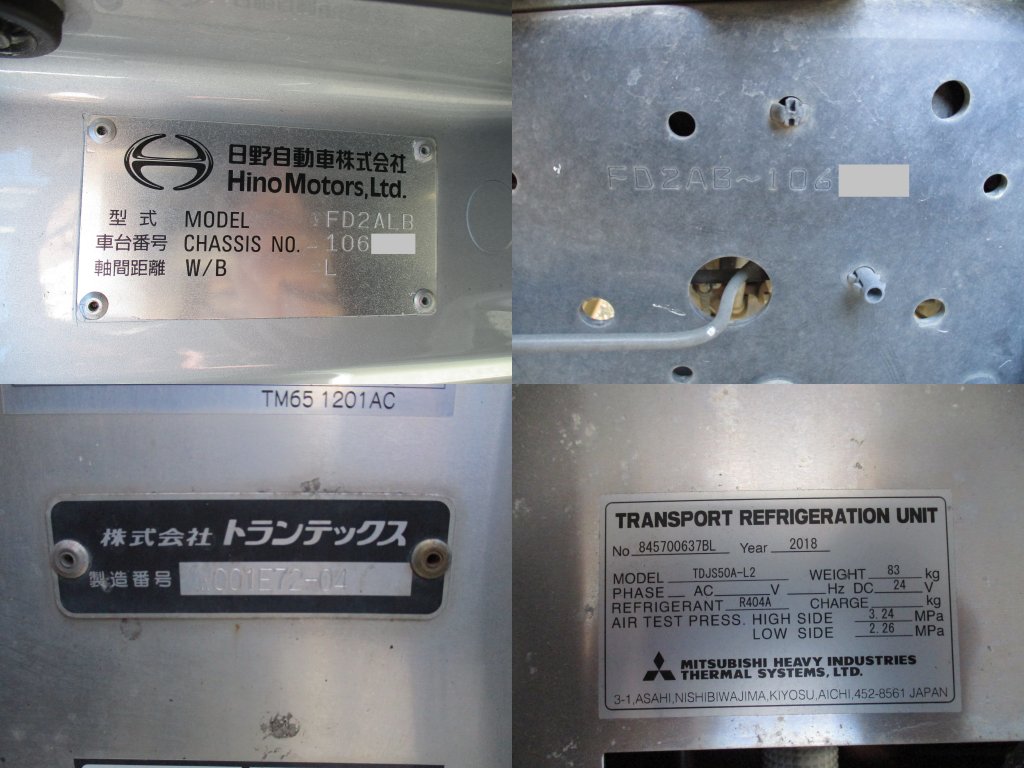 日野自動車株式会社
Hino Motors, Ltd.
型式 MODEL FD2ALB
車台番号 CHASSIS NO. -106
軸間距離 W/B L
FD2AB-106
TM65 1201AC
株式会社 トランテックス
製造番号 A001E72-04
TRANSPORT REFRIGERATION UNIT
No 845700637BL Year 2018
MODEL TDJS50A-L2 WEIGHT 83 kg
PHASE AC V Hz DC 24 V
REFRIGERANT R404A CHARGE kg
AIR TEST PRESS. HIGH SIDE 3.24 MPa
LOW SIDE 2.26 MPa
MITSUBISHI HEAVY INDUSTRIES
THERMAL SYSTEMS, LTD.
3-1,ASAHI,NISHIBIWAJIMA,KIYOSU,AICHI,452-8561 JAPAN